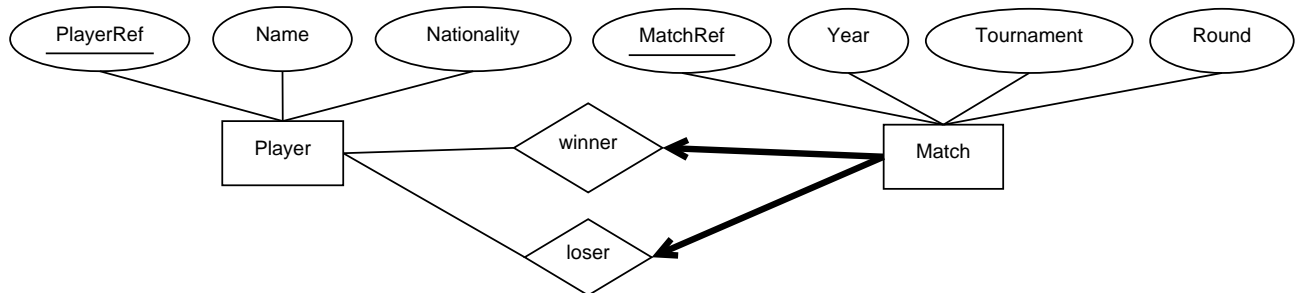 PlayerRef
Name
Nationality
MatchRef
Year
Tournament
Round
Player
winner
Match
loser